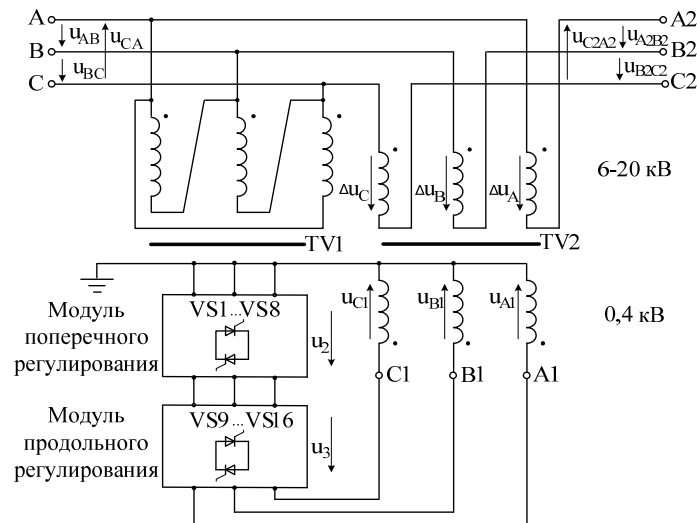 A
B
C
u_AB
u_CA
u_BC
u_C2A2
u_A2B2
u_B2C2
A2
B2
C2
Δu_C
Δu_B
Δu_A
6-20 кВ
TV1
TV2
Модуль
поперечного
регулирования
VS1...VS8
u_2
u_C1
u_B1
u_A1
0,4 кВ
C1
B1
A1
Модуль
продольного
регулирования
VS9...VS16
u_3